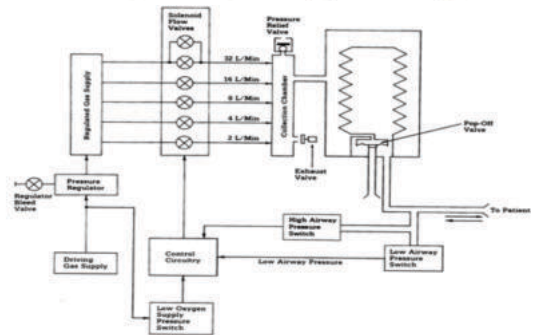 Solenoid
Flow
Valves
Pressure
Relief
Valve
32 L/Min
16 L/Min
8 L/Min
4 L/Min
2 L/Min
Regulated Gas Supply
Collection Chamber
Pop-Off
Valve
Exhaust
Valve
Pressure
Regulator
Regulator
Bleed
Valve
To Patient
High Airway
Pressure
Switch
Driving
Gas Supply
Control
Circuitry
Low Airway Pressure
Low Airway
Pressure
Switch
Low Oxygen
Supply
Pressure
Switch